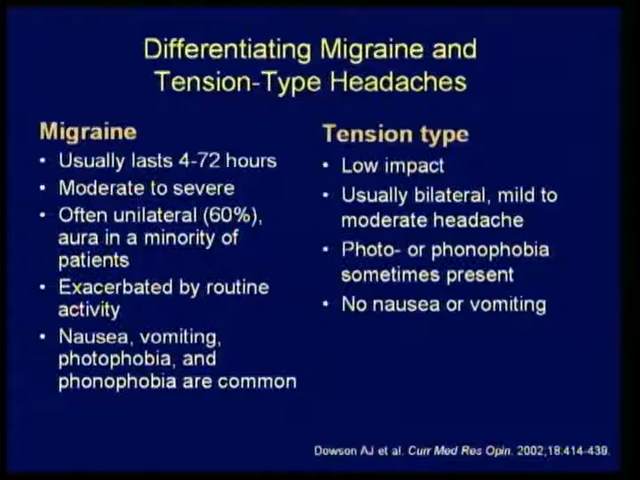 Differentiating Migraine and
Tension-Type Headaches
Migraine
• Usually lasts 4-72 hours
• Moderate to severe
• Often unilateral (60%),
aura in a minority of
patients
• Exacerbated by routine
activity
• Nausea, vomiting,
photophobia, and
phonophobia are common
Tension type
• Low impact
• Usually bilateral, mild to
moderate headache
• Photo- or phonophobia
sometimes present
• No nausea or vomiting
Dowson AJ et al. Curr Med Res Opin. 2002;18:414-439.